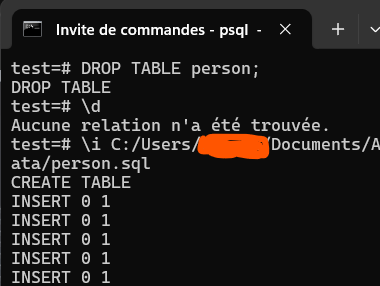 Invite de commandes - psql -
test=# DROP TABLE person;
DROP TABLE
test=# \d
Aucune relation n'a été trouvée.
test=# \i C:/Users/ /Documents/A
ata/person.sql
CREATE TABLE
INSERT 0 1
INSERT 0 1
INSERT 0 1
INSERT 0 1
INSERT 0 1